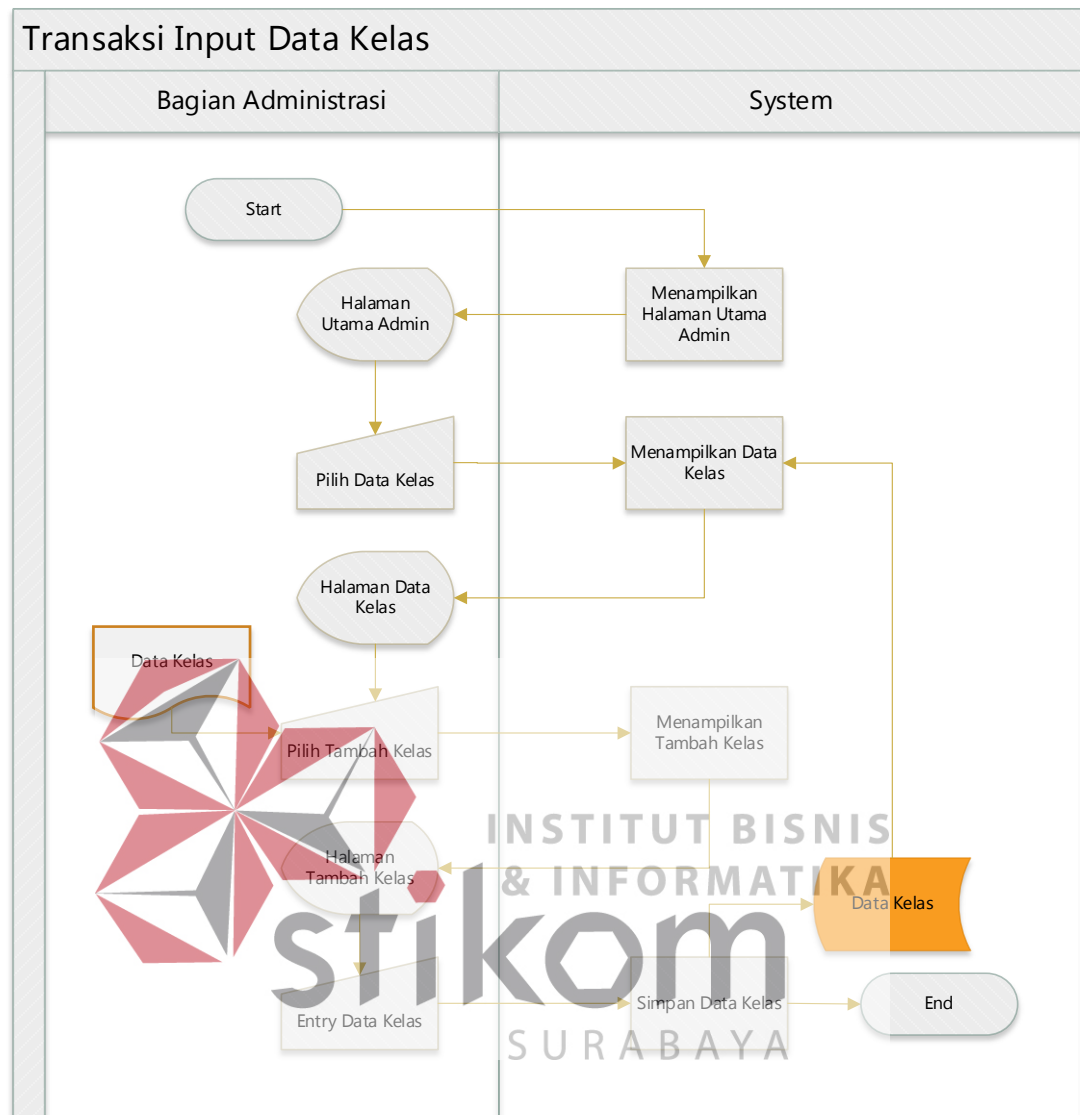 Transaksi Input Data Kelas
Bagian Administrasi
System
Start
Halaman
Utama Admin
Menampilkan
Halaman Utama
Admin
Pilih Data Kelas
Menampilkan Data
Kelas
Halaman Data
Kelas
Data Kelas
Pilih Tambah Kelas
Menampilkan
Tambah Kelas
INSTITUT BISNIS
& INFORMATIKA
stikom
SURABAYA
Halaman
Tambah Kelas
Data Kelas
Entry Data Kelas
Simpan Data Kelas
End